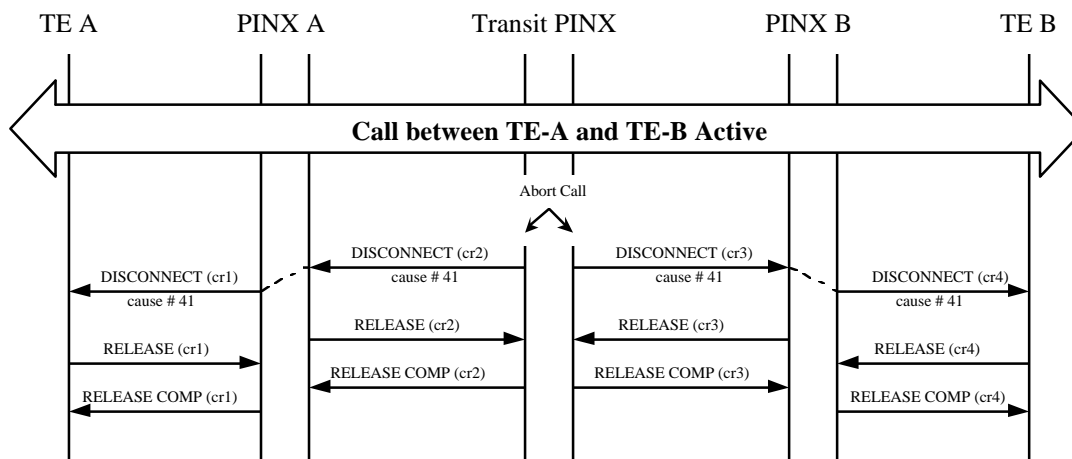 TE A PINX A Transit PINX PINX B TE B
Call between TE-A and TE-B Active
Abort Call
DISCONNECT (cr2) DISCONNECT (cr3)
cause # 41 cause # 41
DISCONNECT (cr1) DISCONNECT (cr4)
cause # 41 cause # 41
RELEASE (cr2) RELEASE (cr3)
RELEASE (cr1) RELEASE (cr4)
RELEASE COMP (cr2) RELEASE COMP (cr3)
RELEASE COMP (cr1) RELEASE COMP (cr4)